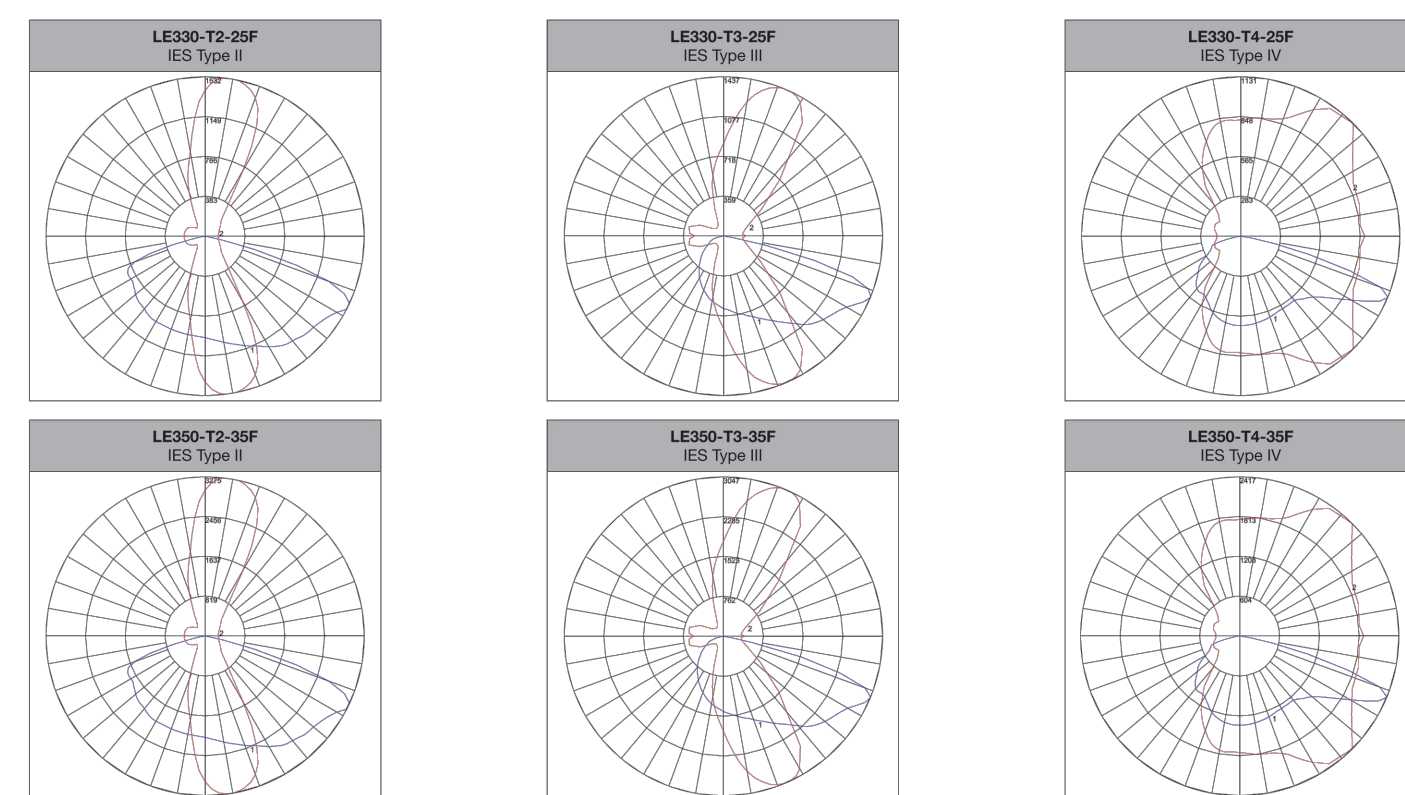 LE330-T2-25F
IES Type II
1532
1149
766
383
2
1
LE330-T3-25F
IES Type III
1437
1077
718
359
2
1
LE330-T4-25F
IES Type IV
1131
848
565
283
2
1
LE350-T2-35F
IES Type II
3275
2456
1637
819
2
1
LE350-T3-35F
IES Type III
3047
2285
1523
762
2
1
LE350-T4-35F
IES Type IV
2417
1813
604
2
1